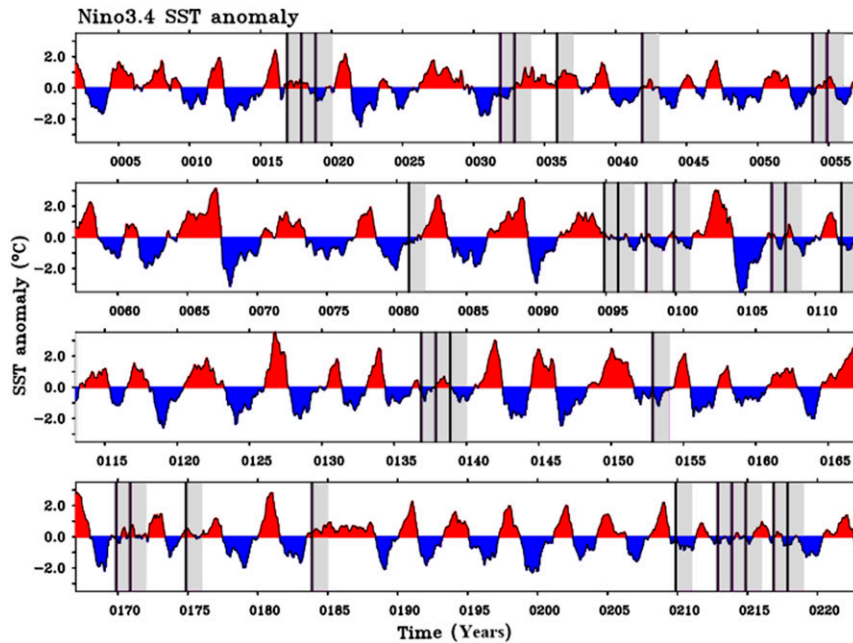 Nino3.4 SST anomaly
2.0
0.0
−2.0
0005 0010 0015 0020 0025 0030 0035 0040 0045 0050 0055
2.0
0.0
−2.0
0060 0065 0070 0075 0080 0085 0090 0095 0100 0105 0110
SST anomaly (°C)
2.0
0.0
−2.0
0115 0120 0125 0130 0135 0140 0145 0150 0155 0160 0165
2.0
0.0
−2.0
0170 0175 0180 0185 0190 0195 0200 0205 0210 0215 0220
Time (Years)